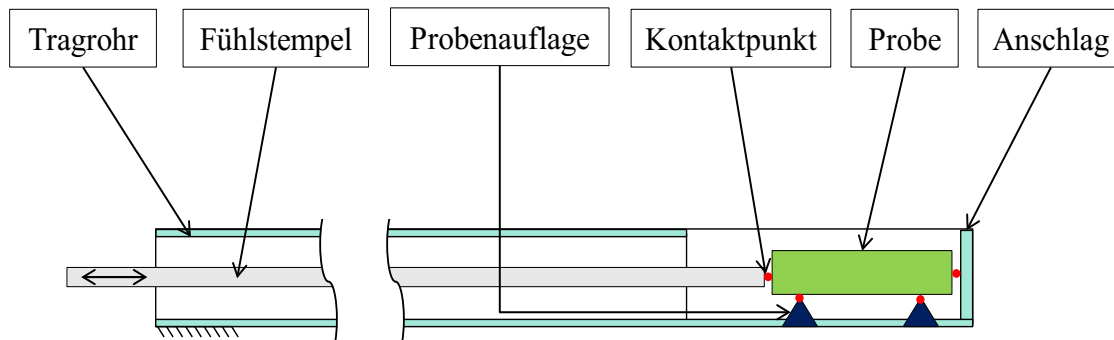 Tragrohr
Fühlstempel
Probenauflage
Kontaktpunkt
Probe
Anschlag